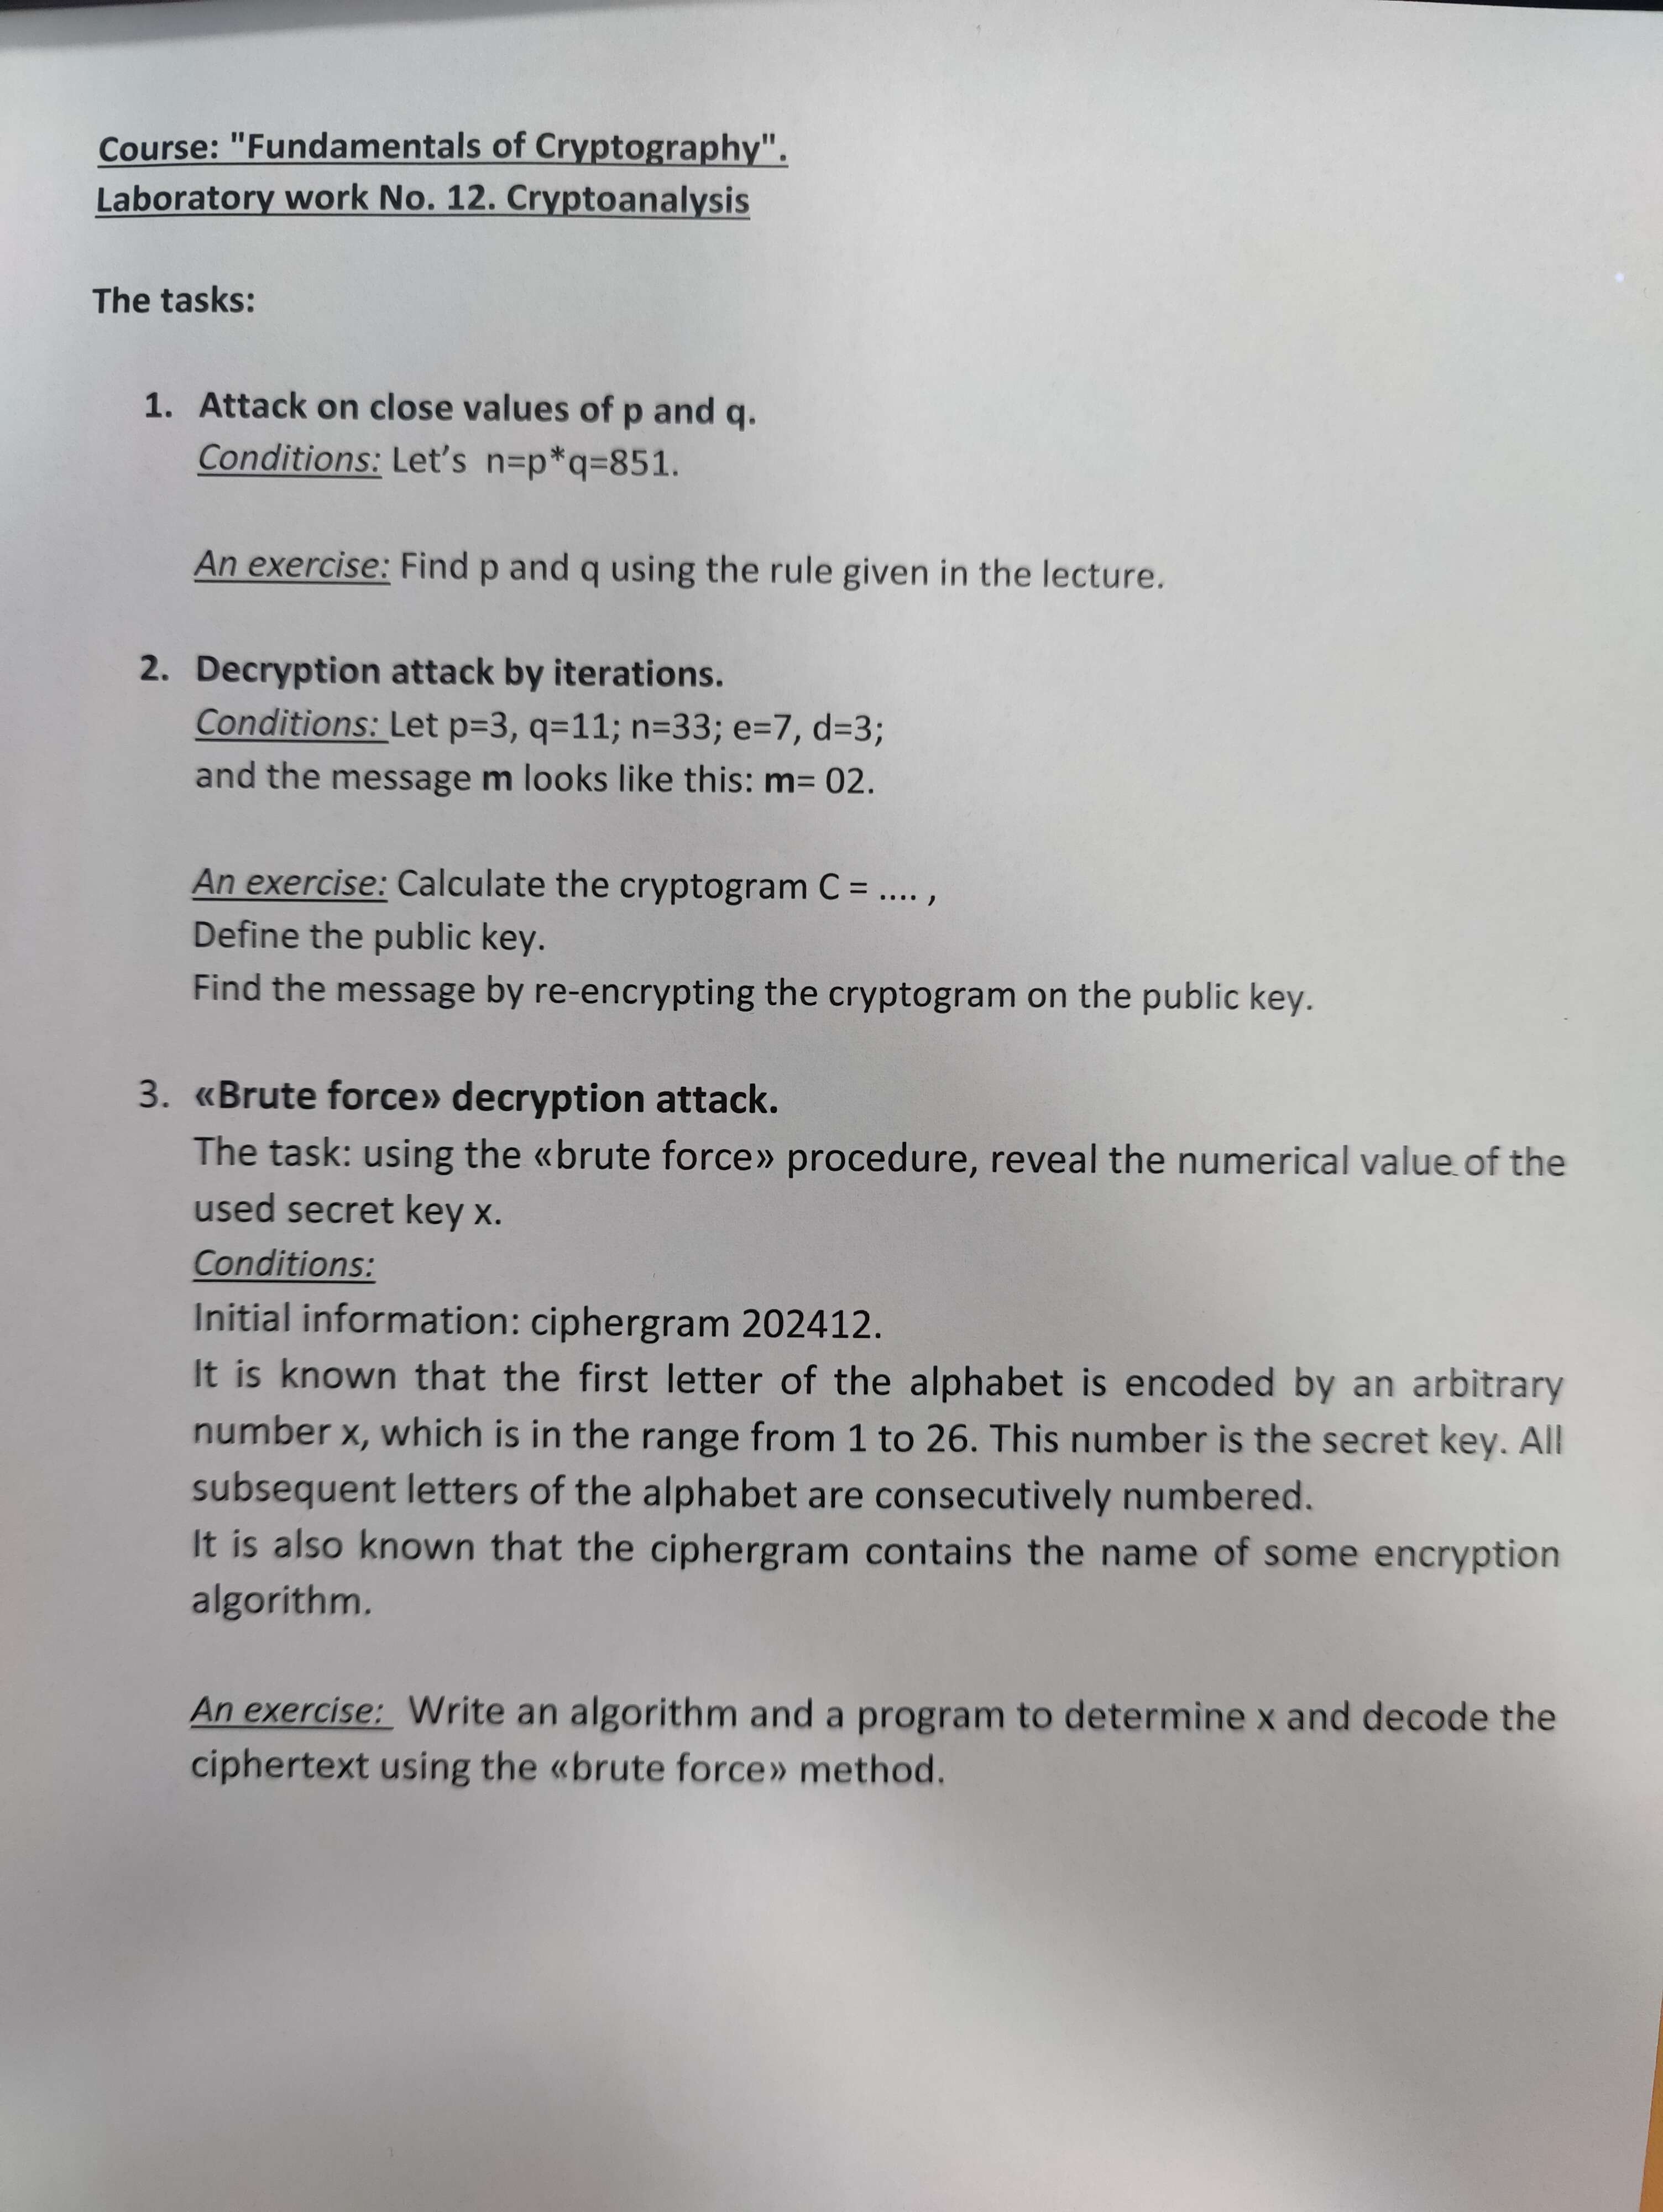 Course: "Fundamentals of Cryptography".
Laboratory work No. 12. Cryptoanalysis
The tasks:
1. Attack on close values of p and q.
Conditions: Let's n=p*q=851.
An exercise: Find p and q using the rule given in the lecture.
2. Decryption attack by iterations.
Conditions: Let p=3, q=11; n=33; e=7, d=3;
and the message m looks like this: m= 02.
An exercise: Calculate the cryptogram C = .... ,
Define the public key.
Find the message by re-encrypting the cryptogram on the public key.
3. «Brute force» decryption attack.
The task: using the «brute force» procedure, reveal the numerical value of the
used secret key x.
Conditions:
Initial information: ciphergram 202412.
It is known that the first letter of the alphabet is encoded by an arbitrary
number x, which is in the range from 1 to 26. This number is the secret key. All
subsequent letters of the alphabet are consecutively numbered.
It is also known that the ciphergram contains the name of some encryption
algorithm.
An exercise: Write an algorithm and a program to determine x and decode the
ciphertext using the «brute force» method.